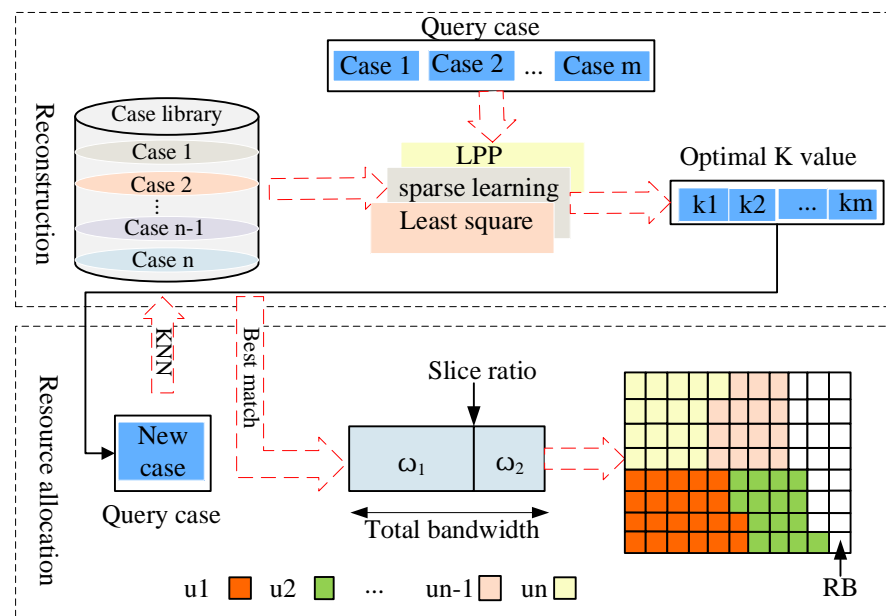 Query case
Case 1 Case 2 ... Case m
Reconstruction
Case library
Case 1
Case 2
...
Case n-1
Case n
LPP
sparse learning
Least square
Optimal K value
k1 k2 ... km
Resource allocation
KNN
Best match
New
case
Query case
Slice ratio
ω1 ω2
Total bandwidth
RB
u1 u2 ... un-1 un